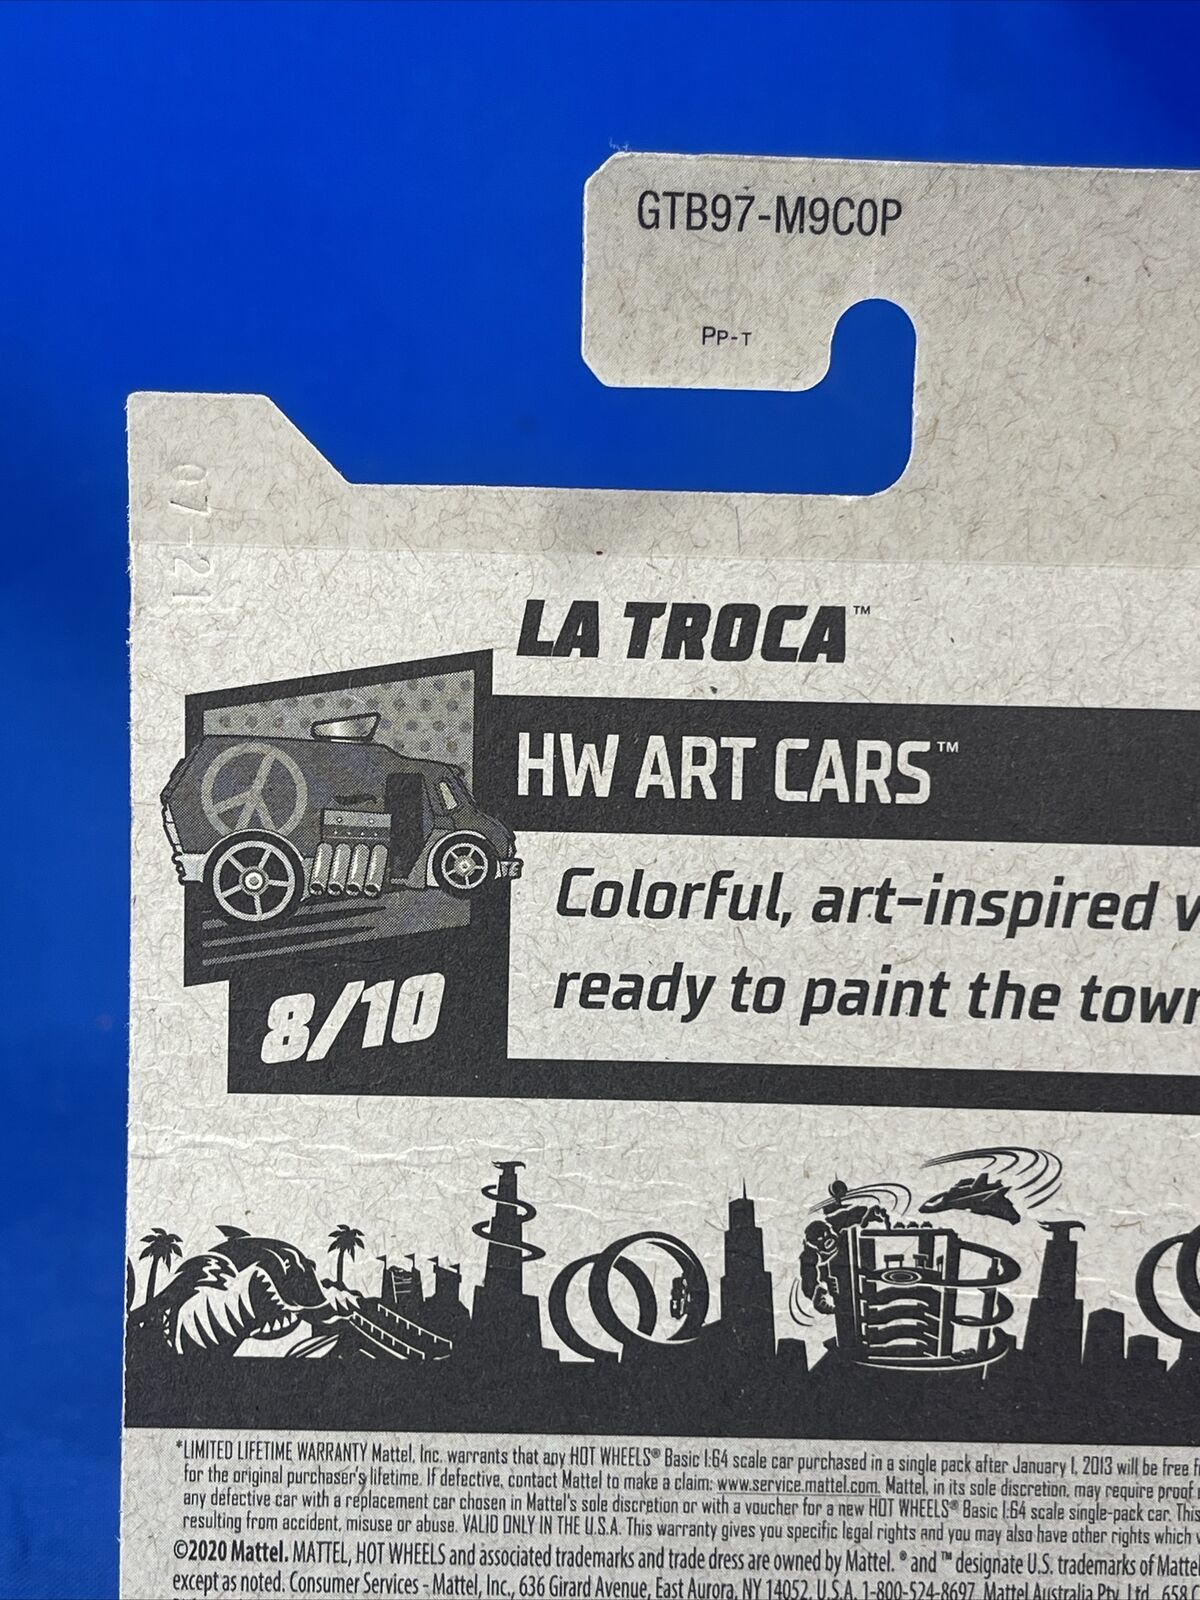 GTB97-M9C0P
PP-T
07-21
LA TROCA™
HW ART CARS™
Colorful, art-inspired
ready to paint the town
8/10
*LIMITED LIFETIME WARRANTY Mattel, Inc. warrants that any HOT WHEELS® Basic 1:64 scale car purchased in a single pack after January 1, 2013 will be free
for the original purchaser's lifetime. If defective, contact Mattel to make a claim: www.service.mattel.com. Mattel, in its sole discretion, may require proof
any defective car with a replacement car chosen in Mattel's sole discretion or with a voucher for a new HOT WHEELS® Basic 1:64 scale single-pack car. This
resulting from accident, misuse or abuse. VALID ONLY IN THE U.S.A. This warranty gives you specific legal rights and you may also have other rights which
©2020 Mattel. MATTEL, HOT WHEELS and associated trademarks and trade dress are owned by Mattel. ® and ™ designate U.S. trademarks of Mattel
except as noted. Consumer Services - Mattel, Inc., 636 Girard Avenue, East Aurora, NY 14052, U.S.A. 1-800-524-8697. Mattel Australia Pty. Ltd., 658